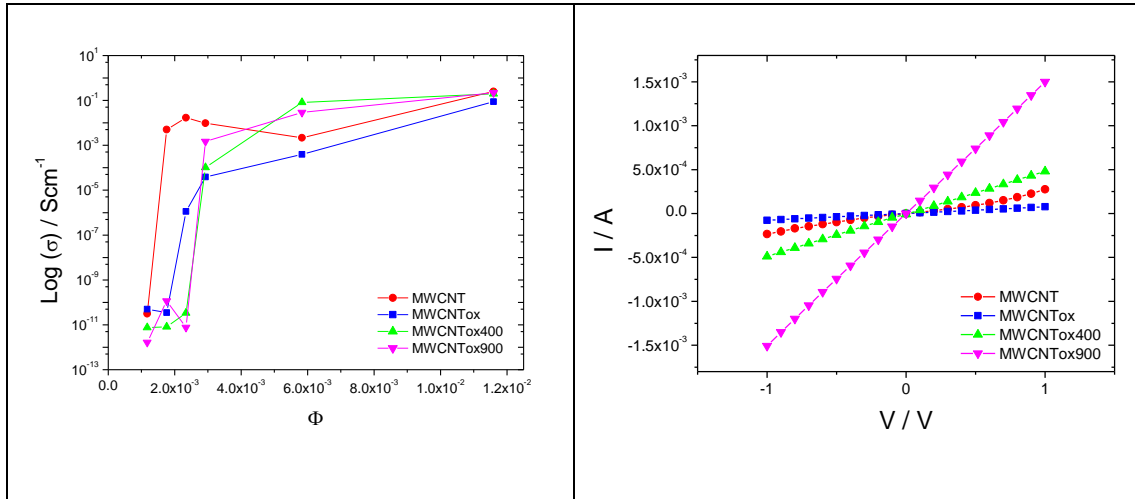 10¹
10⁻¹
10⁻³
10⁻⁵
10⁻⁷
10⁻⁹
10⁻¹¹
10⁻¹³
Log (σ) / Scm⁻¹
0.0 2.0x10⁻³ 4.0x10⁻³ 6.0x10⁻³ 8.0x10⁻³ 1.0x10⁻² 1.2x10⁻²
Φ
MWCNT
MWCNTox
MWCNTox400
MWCNTox900
1.5x10⁻³
1.0x10⁻³
5.0x10⁻⁴
0.0
-5.0x10⁻⁴
-1.0x10⁻³
-1.5x10⁻³
I / A
-1 0 1
V / V
MWCNT
MWCNTox
MWCNTox400
MWCNTox900